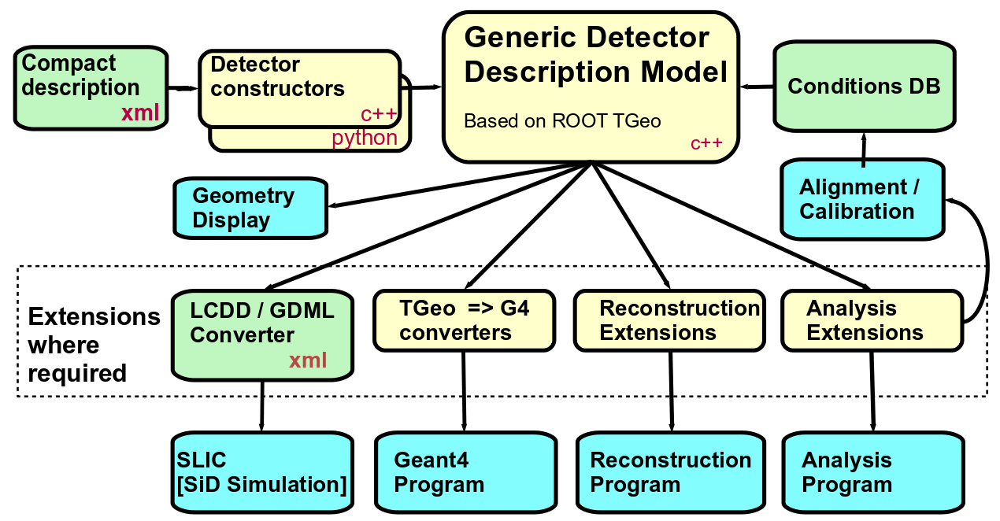 Compact
description
xml
Detector
constructors
c++
python
Generic Detector
Description Model
Based on ROOT TGeo
c++
Conditions DB
Geometry
Display
Alignment /
Calibration
Extensions
where
required
LCDD / GDML
Converter
xml
TGeo => G4
converters
Reconstruction
Extensions
Analysis
Extensions
SLIC
[SiD Simulation]
Geant4
Program
Reconstruction
Program
Analysis
Program